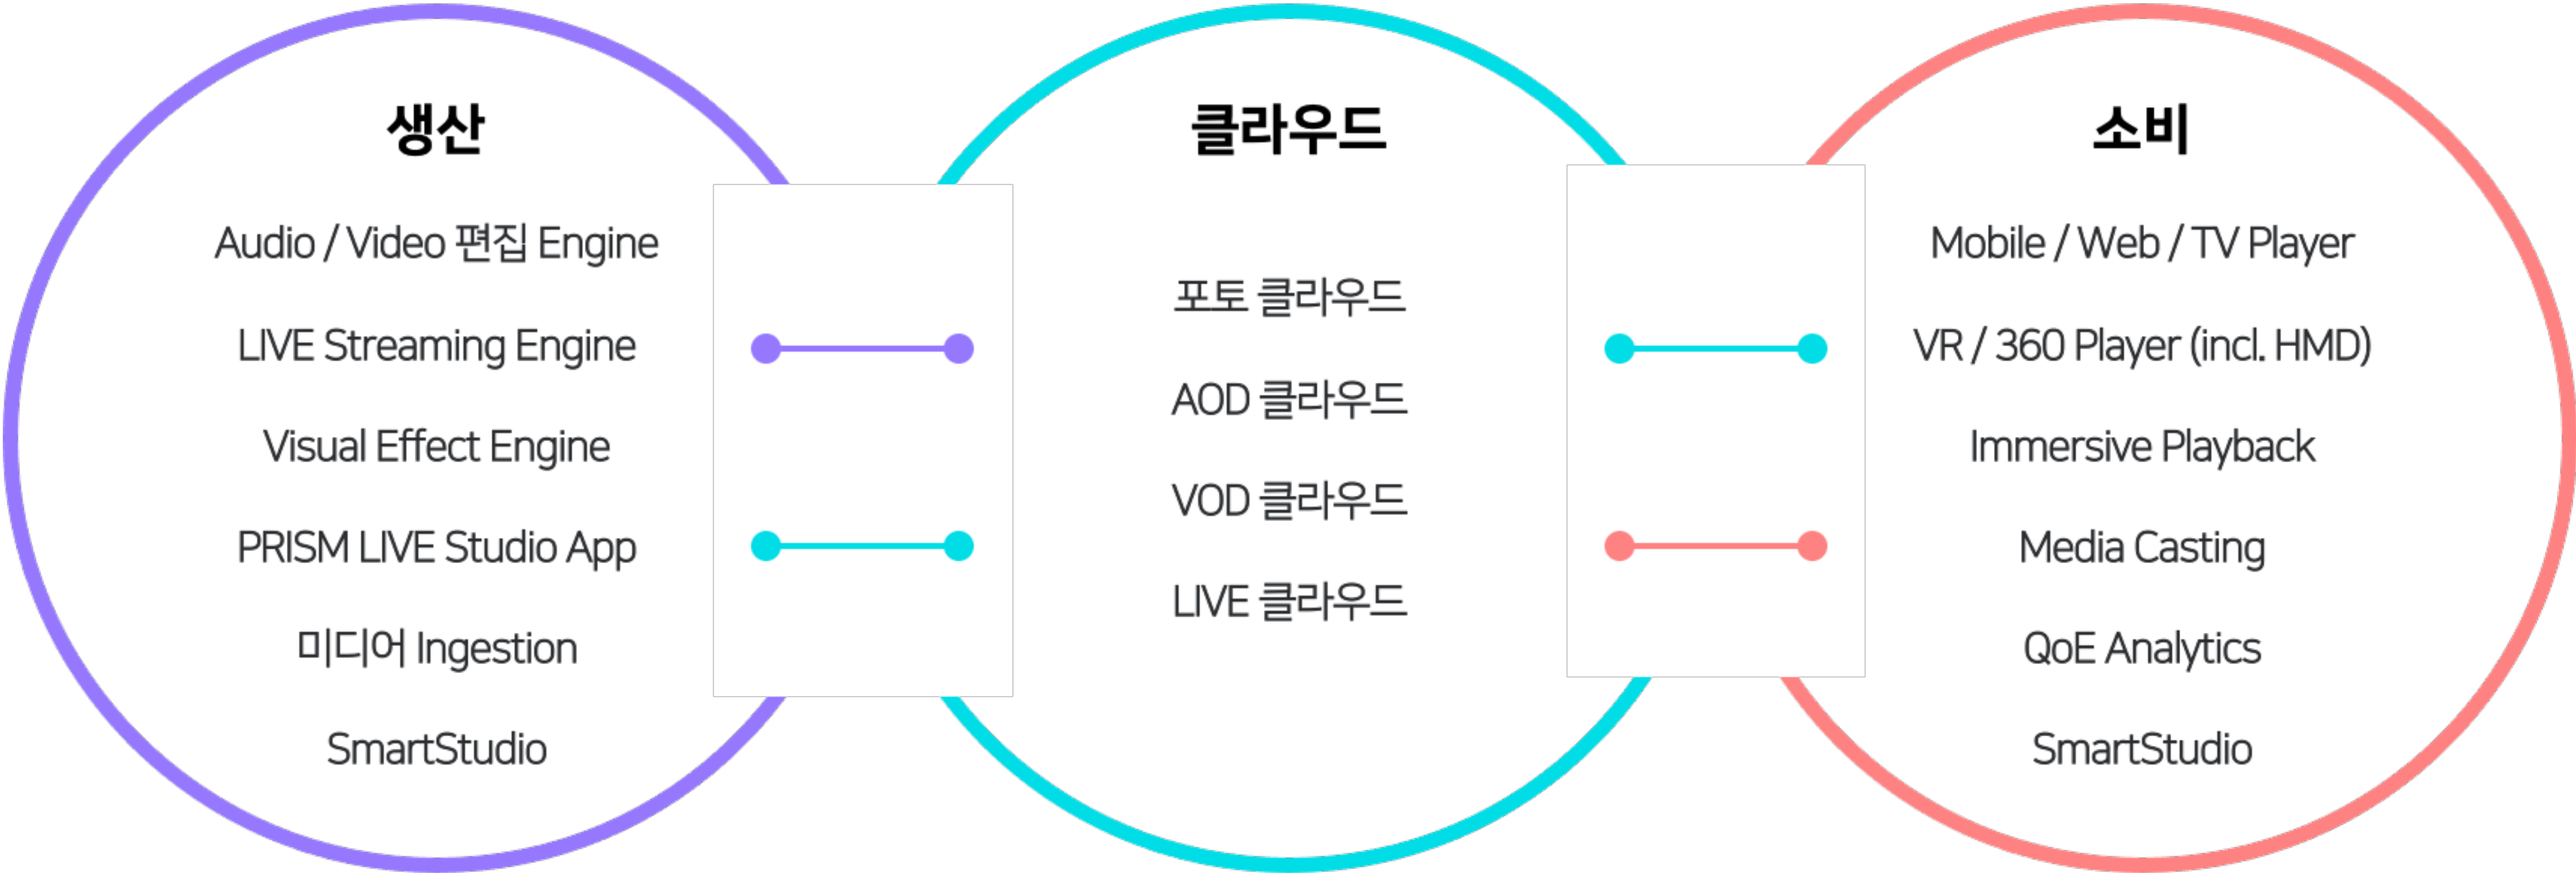 생산
Audio / Video 편집 Engine
LIVE Streaming Engine
Visual Effect Engine
PRISM LIVE Studio App
미디어 Ingestion
SmartStudio
클라우드
포토 클라우드
AOD 클라우드
VOD 클라우드
LIVE 클라우드
소비
Mobile / Web / TV Player
VR / 360 Player (incl. HMD)
Immersive Playback
Media Casting
QoE Analytics
SmartStudio